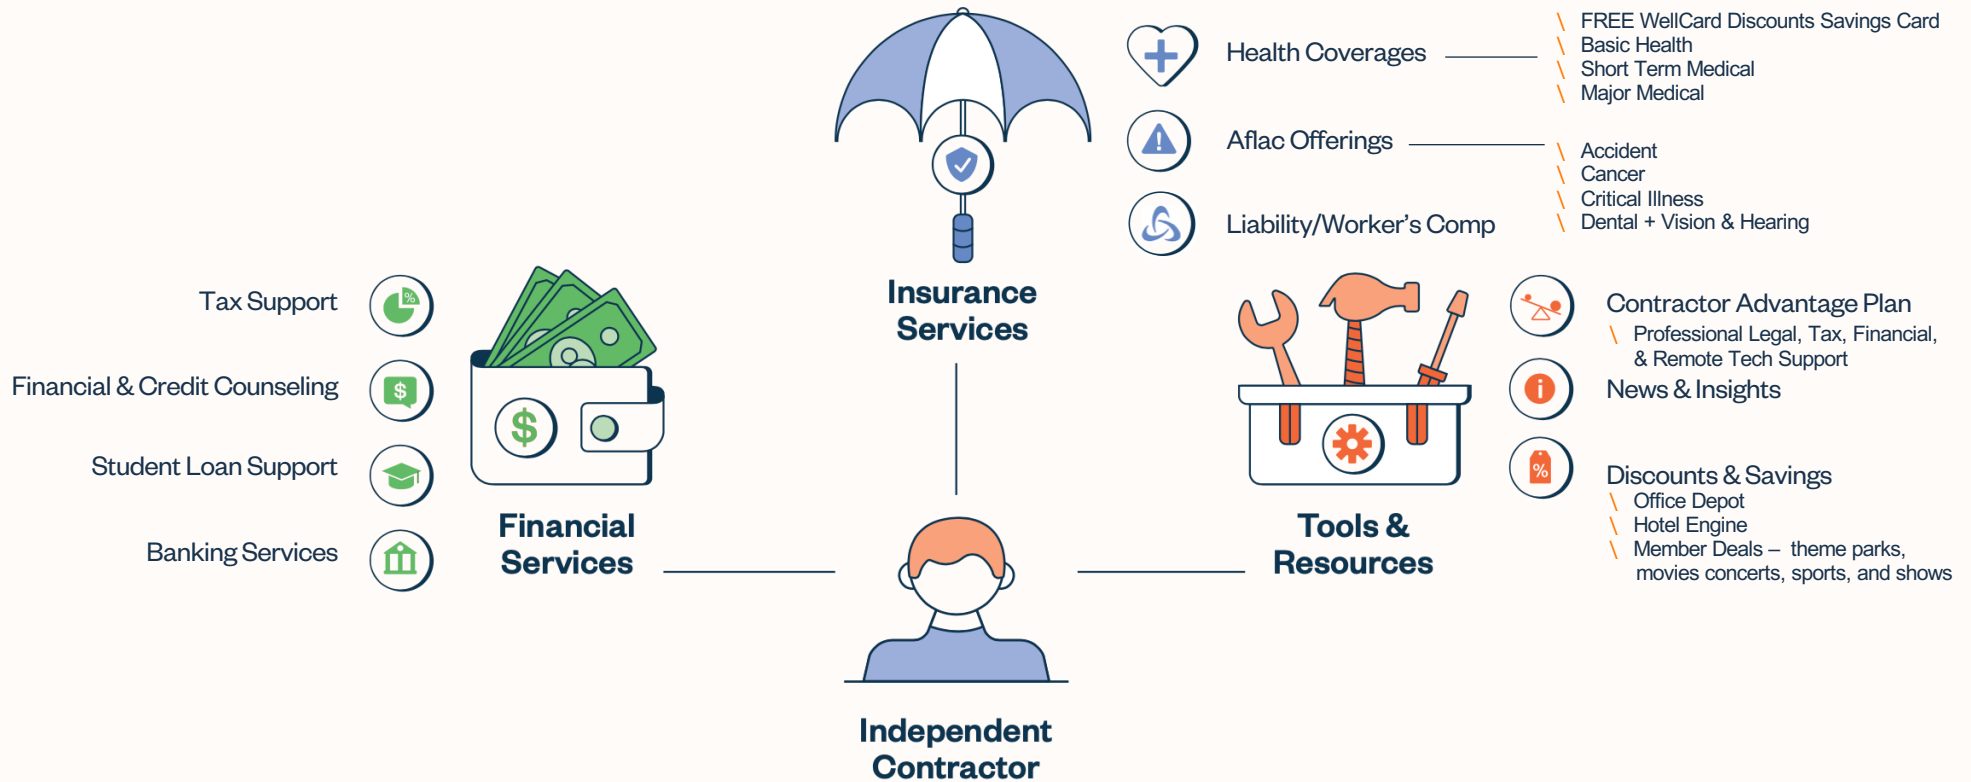 Health Coverages
\ FREE WellCard Discounts Savings Card
\ Basic Health
\ Short Term Medical
\ Major Medical
Aflac Offerings
\ Accident
\ Cancer
\ Critical Illness
\ Dental + Vision & Hearing
Liability/Worker's Comp
Insurance
Services
Tax Support
%
Financial & Credit Counseling
$
Student Loan Support
Banking Services
$
Financial
Services
Tools &
Resources
Contractor Advantage Plan
\ Professional Legal, Tax, Financial,
& Remote Tech Support
i
News & Insights
%
Discounts & Savings
\ Office Depot
\ Hotel Engine
\ Member Deals – theme parks,
movies concerts, sports, and shows
Independent
Contractor